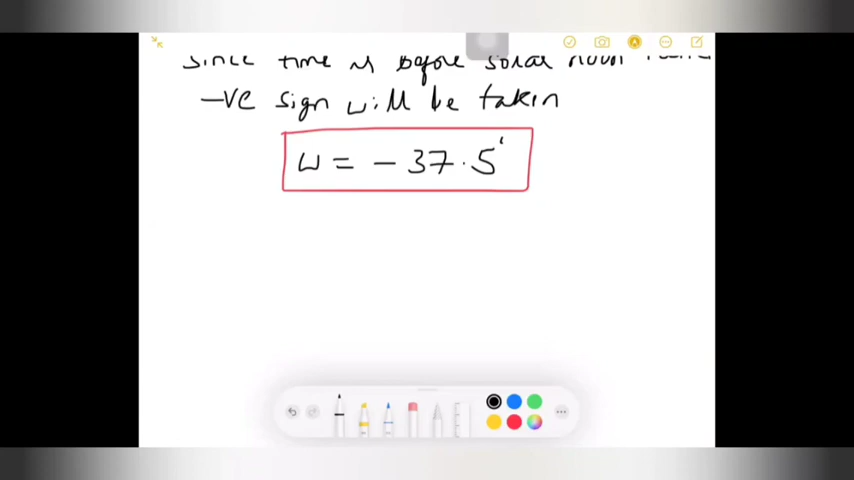 since time is before solar noon
-ve sign will be takin
ω = - 37.5°